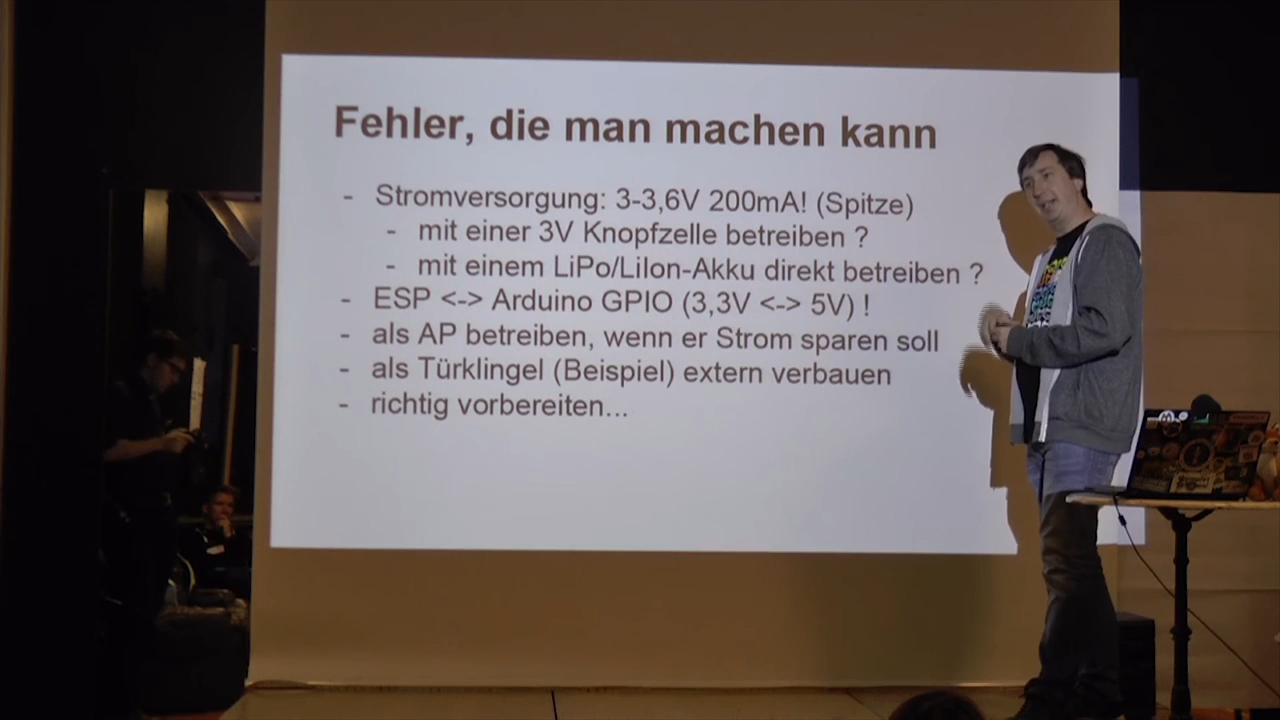 Fehler, die man machen kann
- Stromversorgung: 3-3,6V 200mA! (Spitze)
- mit einer 3V Knopfzelle betreiben ?
- mit einem LiPo/LiIon-Akku direkt betreiben ?
- ESP <-> Arduino GPIO (3,3V <-> 5V) !
- als AP betreiben, wenn er Strom sparen soll
- als Türklingel (Beispiel) extern verbauen
- richtig vorbereiten...